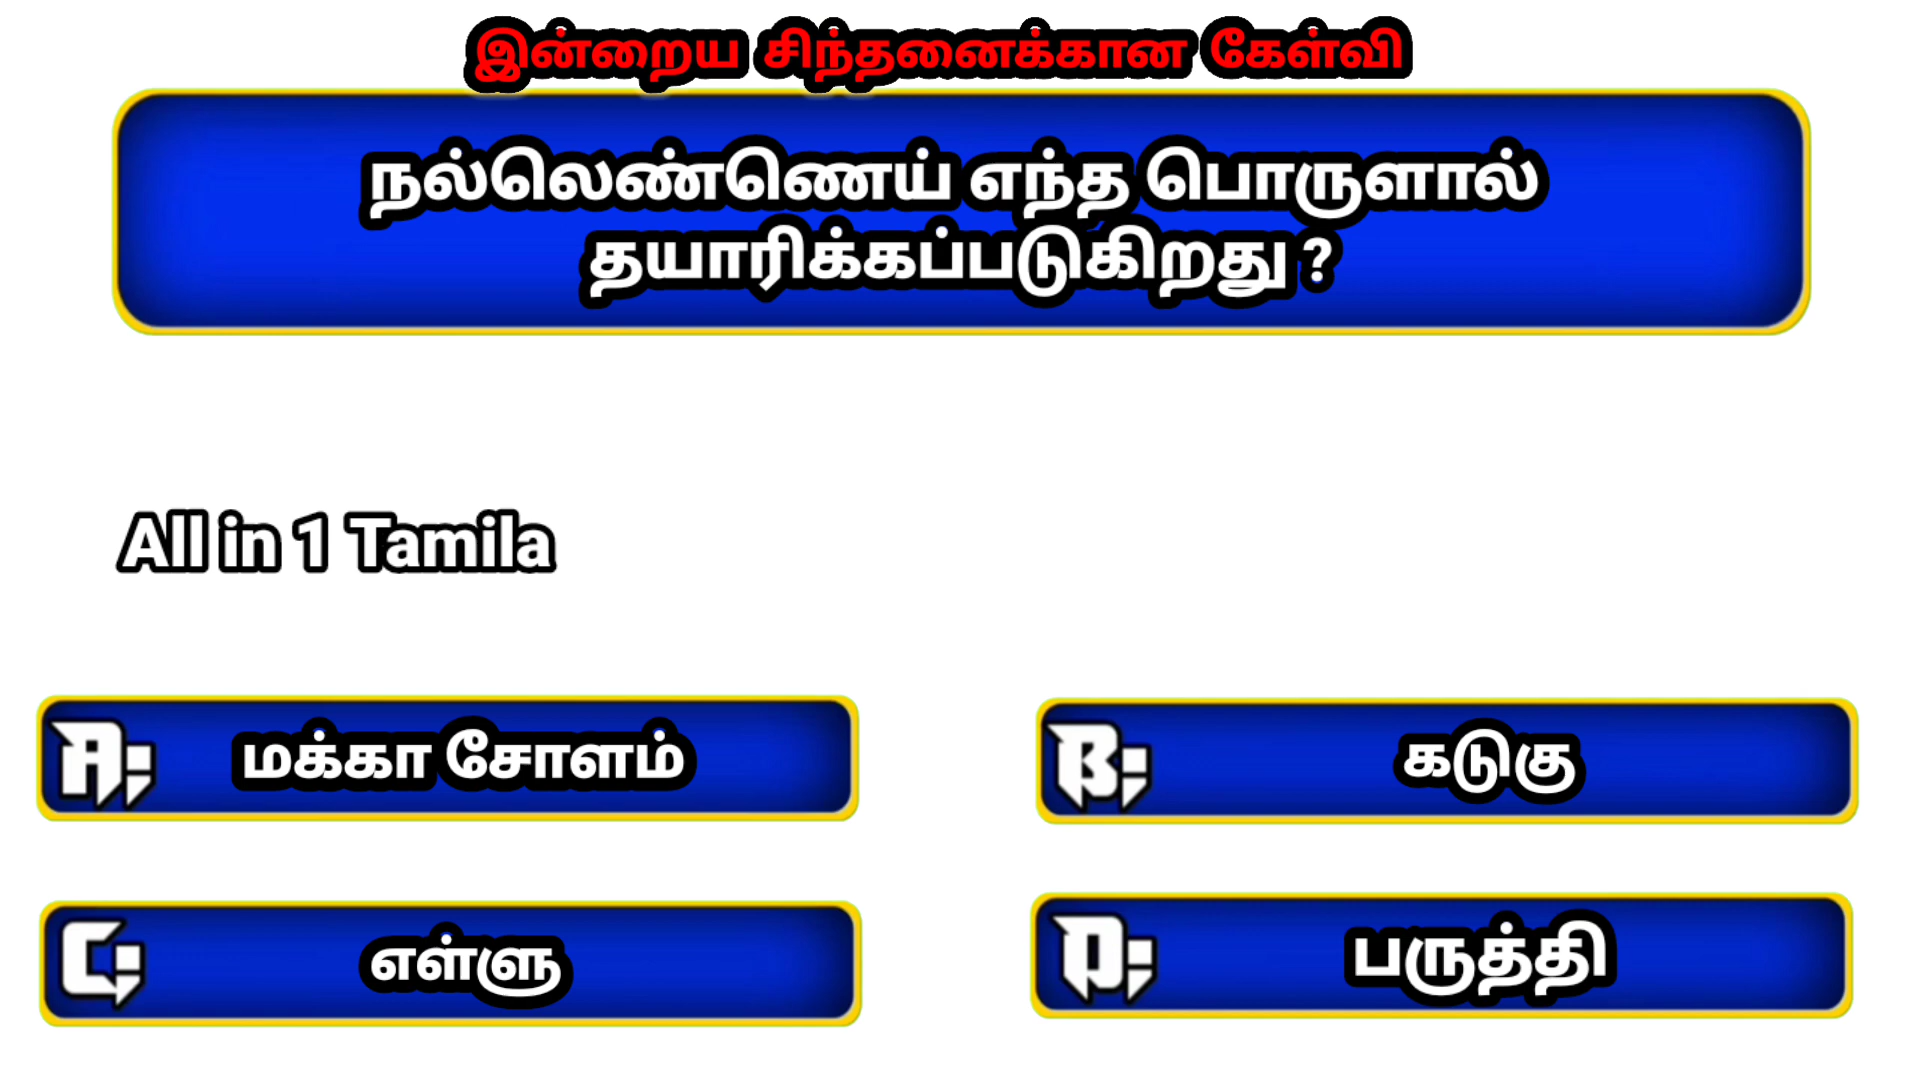 இன்றைய சிந்தனைக்கான கேள்வி
நல்லெண்ணெய் எந்த பொருளால்
தயாரிக்கப்படுகிறது ?
All in 1 Tamila
A: மக்கா சோளம்
B: கடுகு
C: எள்ளு
D: பருத்தி